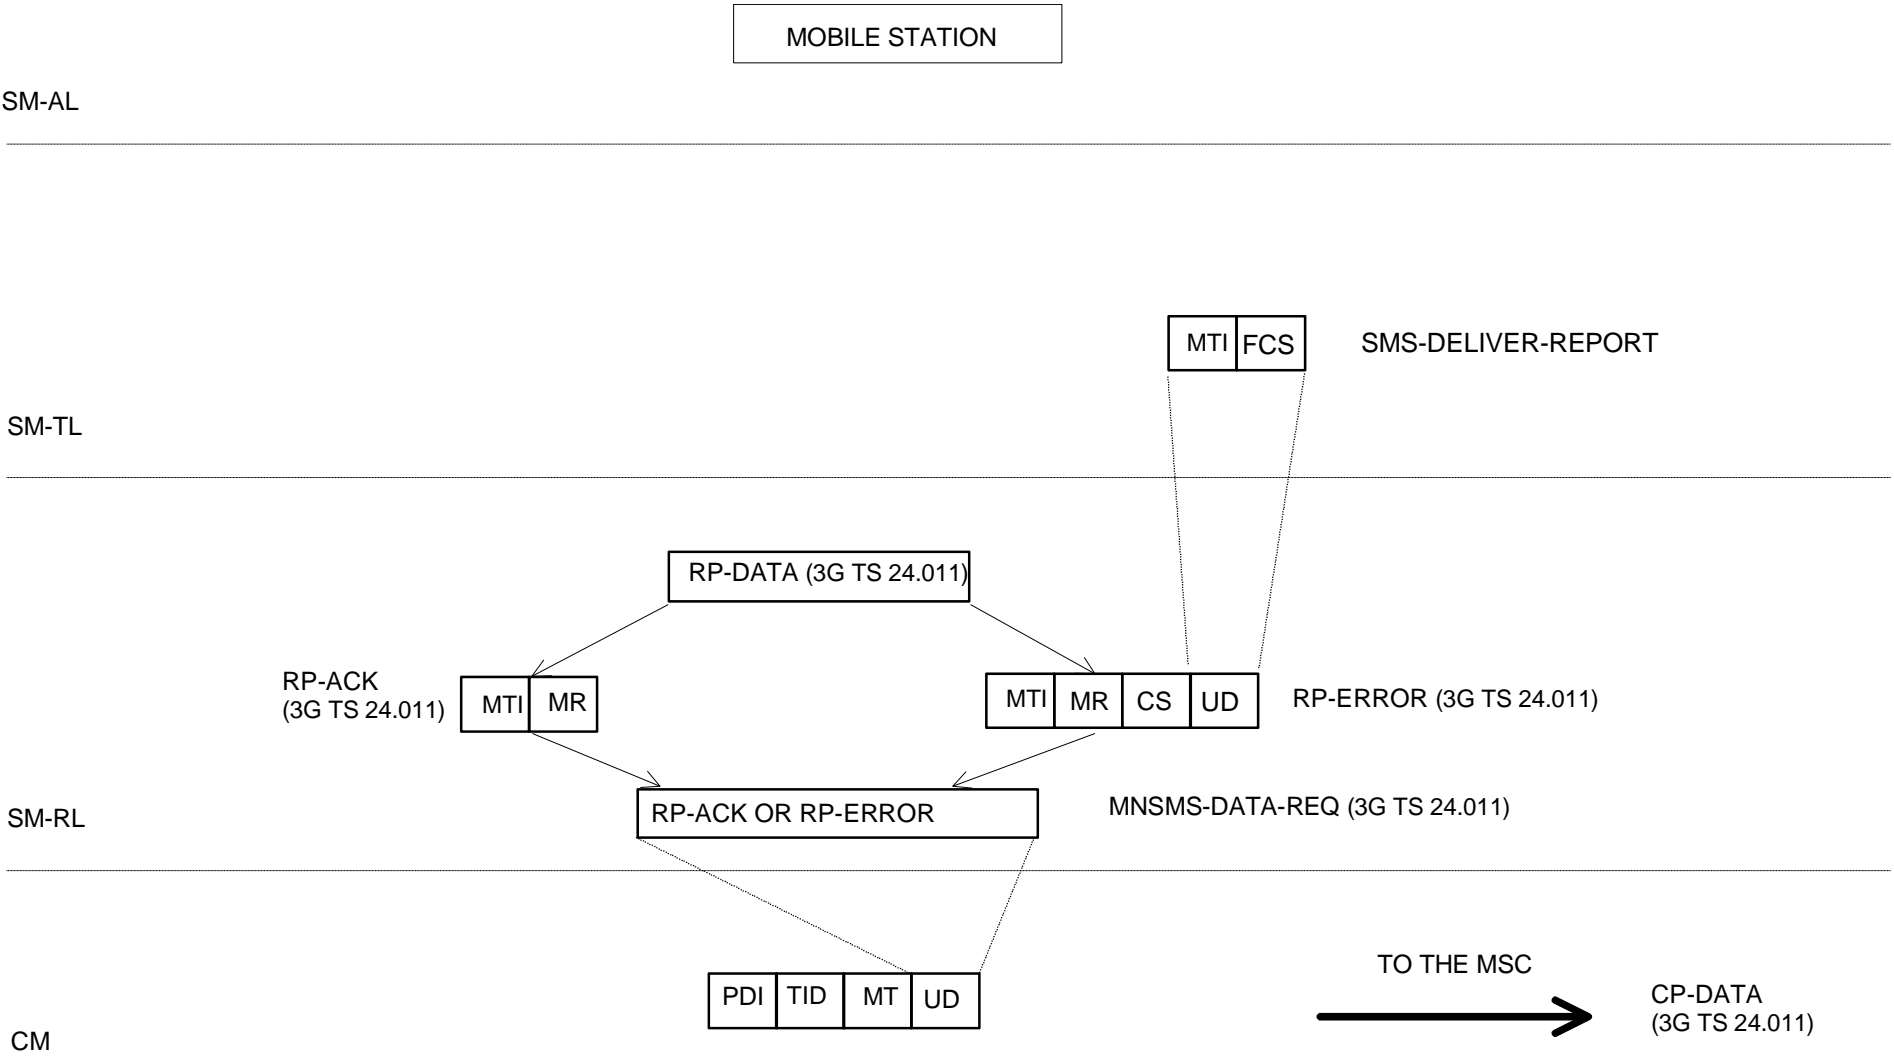 MOBILE STATION
SM-AL
MTI FCS SMS-DELIVER-REPORT
SM-TL
RP-DATA (3G TS 24.011)
RP-ACK
(3G TS 24.011)
MTI MR
MTI MR CS UD RP-ERROR (3G TS 24.011)
RP-ACK OR RP-ERROR MNSMS-DATA-REQ (3G TS 24.011)
SM-RL
TO THE MSC
PDI TID MT UD
CP-DATA
(3G TS 24.011)
CM